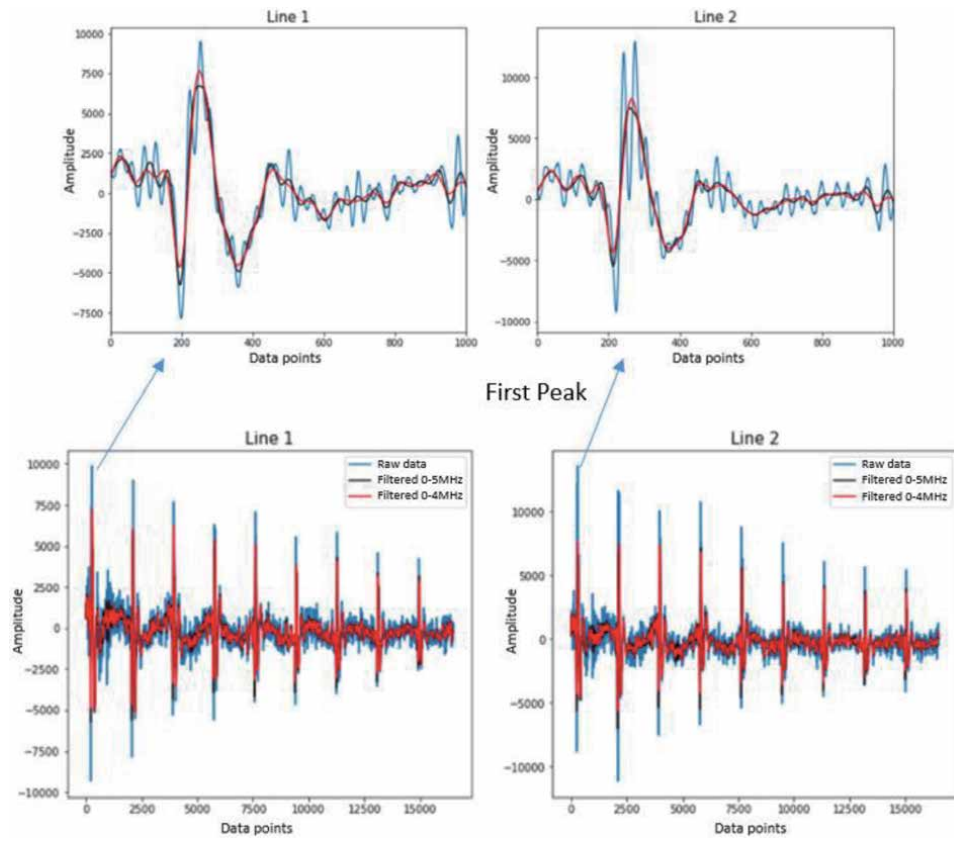 Line 1
Line 2
Amplitude
10000
7500
5000
2500
0
−2500
−5000
−7500
0
200
400
600
800
1000
Data points
Amplitude
10000
5000
0
−5000
−10000
0
200
400
600
800
1000
Data points
First Peak
Line 1
Line 2
Amplitude
10000
7500
5000
2500
0
−2500
−5000
−7500
−10000
Raw data
Filtered 0-5MHz
Filtered 0-4MHz
0
2500
5000
7500
10000
12500
15000
Data points
Amplitude
10000
5000
0
−5000
−10000
Raw data
Filtered 0-5MHz
Filtered 0-4MHz
0
2500
5000
7500
10000
12500
15000
Data points